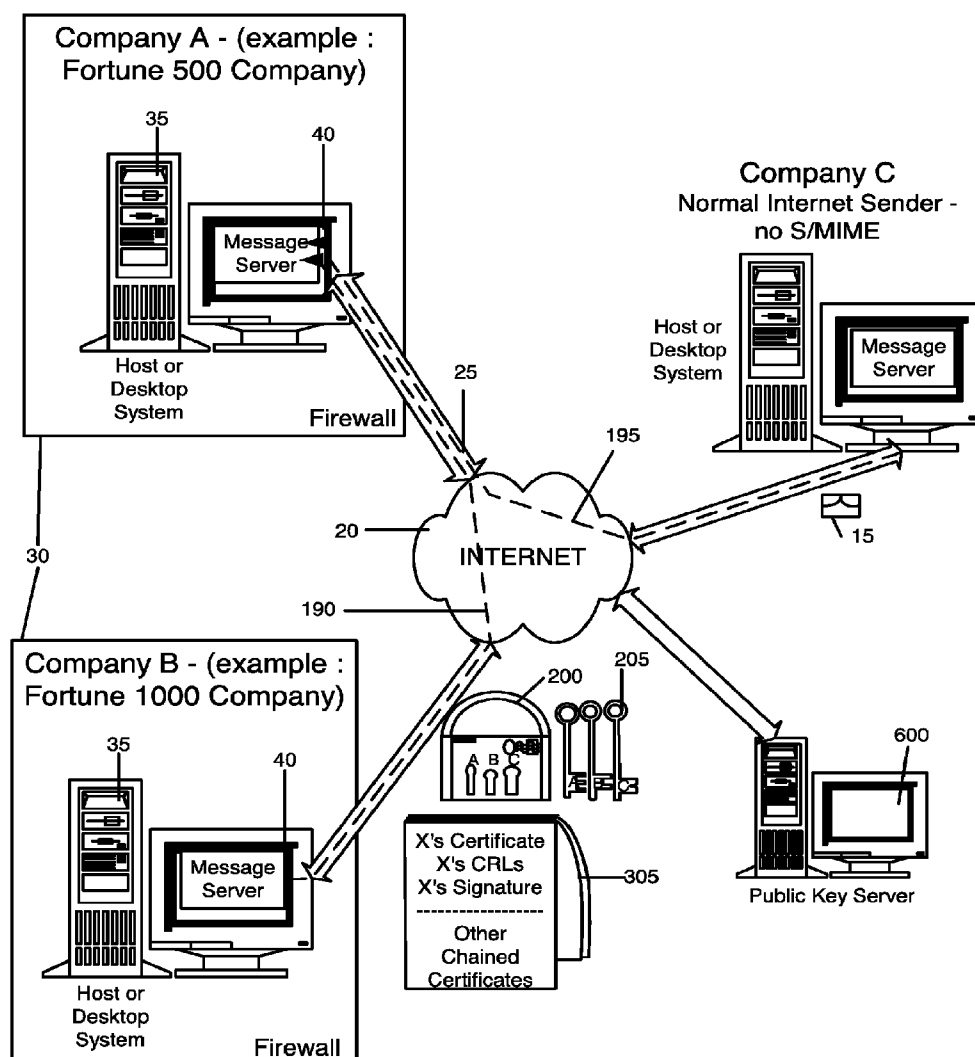 Company A - (example :
Fortune 500 Company)
35
40
Message
Server
Host or
Desktop
System
Firewall
Company C
Normal Internet Sender -
no S/MIME
Host or
Desktop
System
Message
Server
25
195
20
INTERNET
15
30
190
Company B - (example :
Fortune 1000 Company)
35
40
Message
Server
Host or
Desktop
System
Firewall
200
205
A B C
X's Certificate
X's CRLs
X's Signature
Other
Chained
Certificates
305
600
Public Key Server